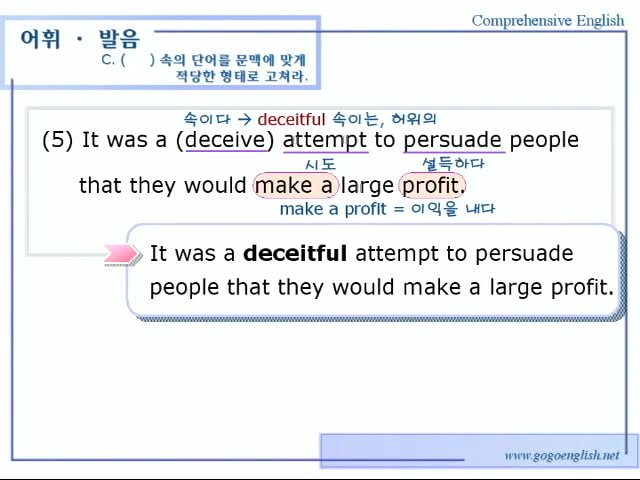 Comprehensive English
어휘 · 발음
C. (    ) 속의 단어를 문맥에 맞게
적당한 형태로 고쳐라.
속이다 → deceitful 속이는, 허위의
(5) It was a (deceive) attempt to persuade people
시도 설득하다
that they would make a large profit.
make a profit = 이익을 내다
It was a deceitful attempt to persuade
people that they would make a large profit.
www.gogoenglish.net